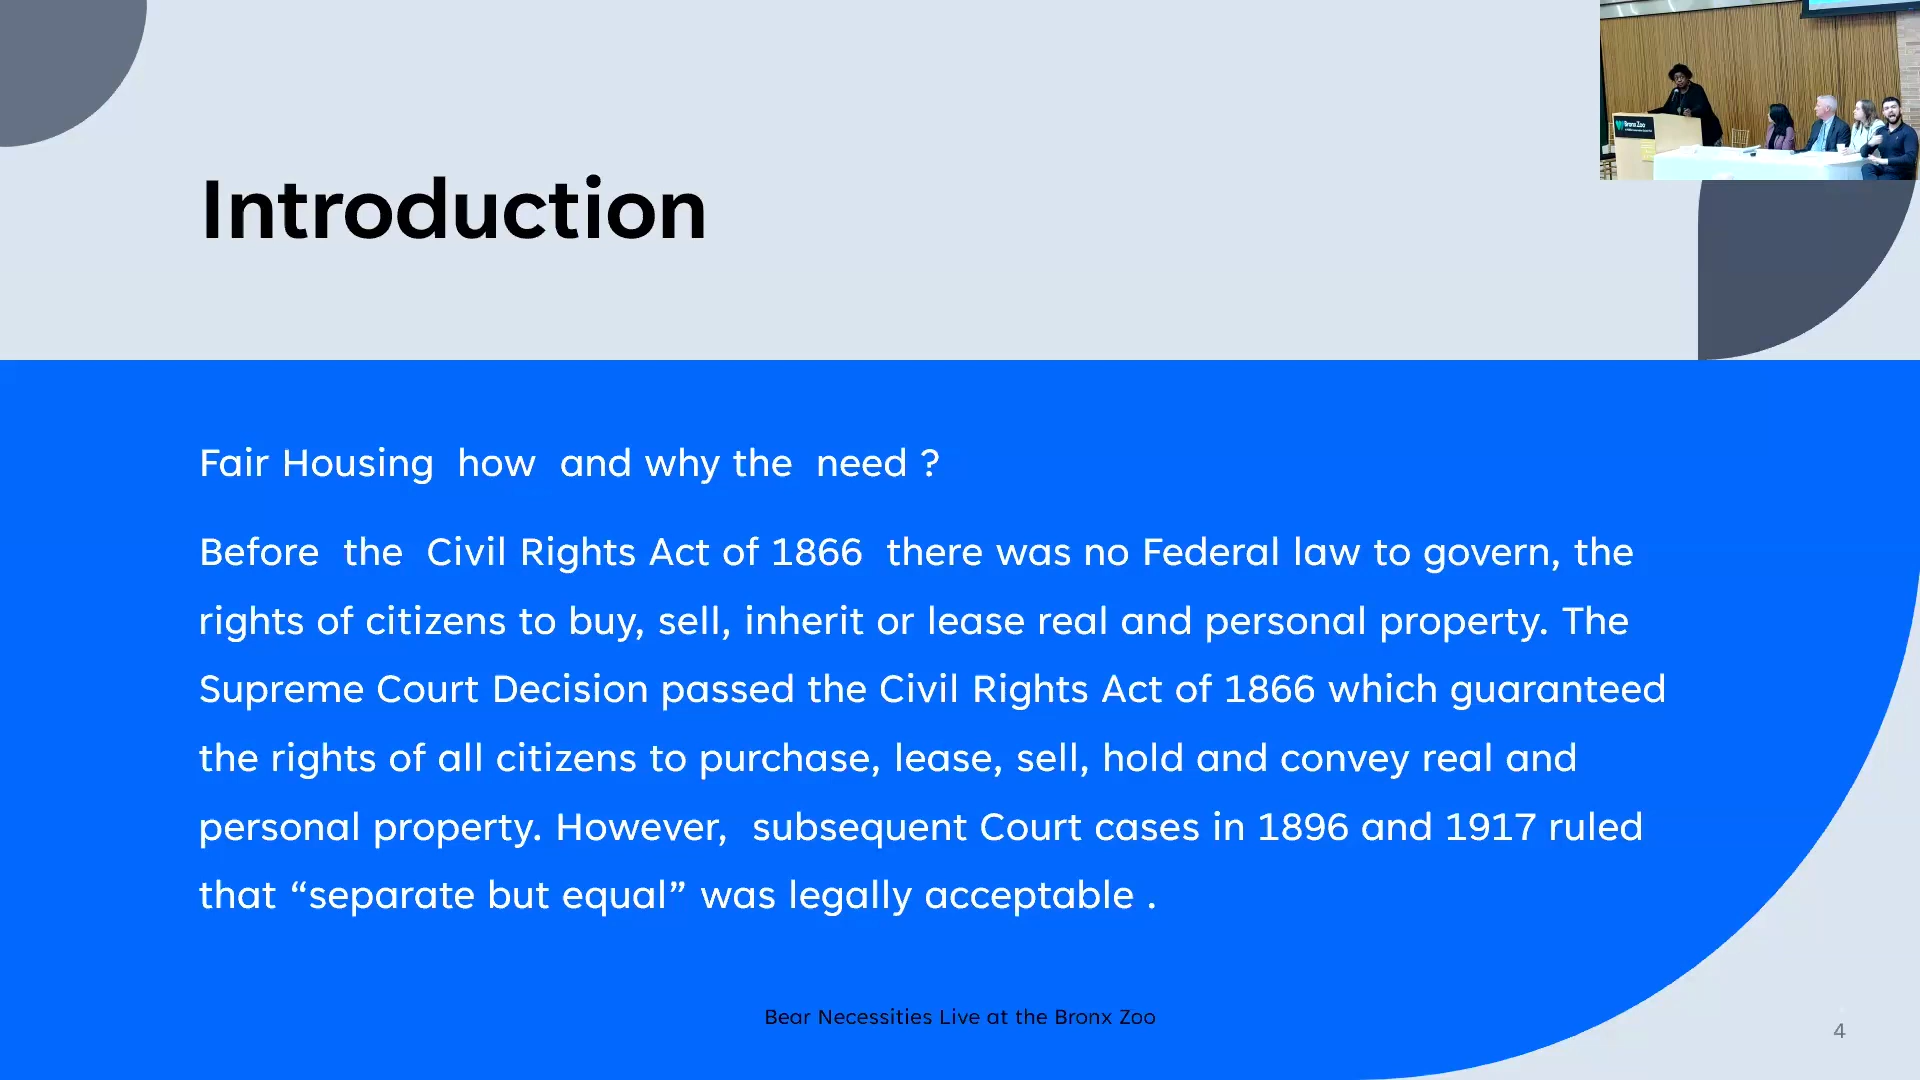 Bronx Zoo
Introduction
Fair Housing  how  and why the  need ?
Before  the  Civil Rights Act of 1866  there was no Federal law to govern, the
rights of citizens to buy, sell, inherit or lease real and personal property. The
Supreme Court Decision passed the Civil Rights Act of 1866 which guaranteed
the rights of all citizens to purchase, lease, sell, hold and convey real and
personal property. However,  subsequent Court cases in 1896 and 1917 ruled
that “separate but equal” was legally acceptable .
Bear Necessities Live at the Bronx Zoo
4